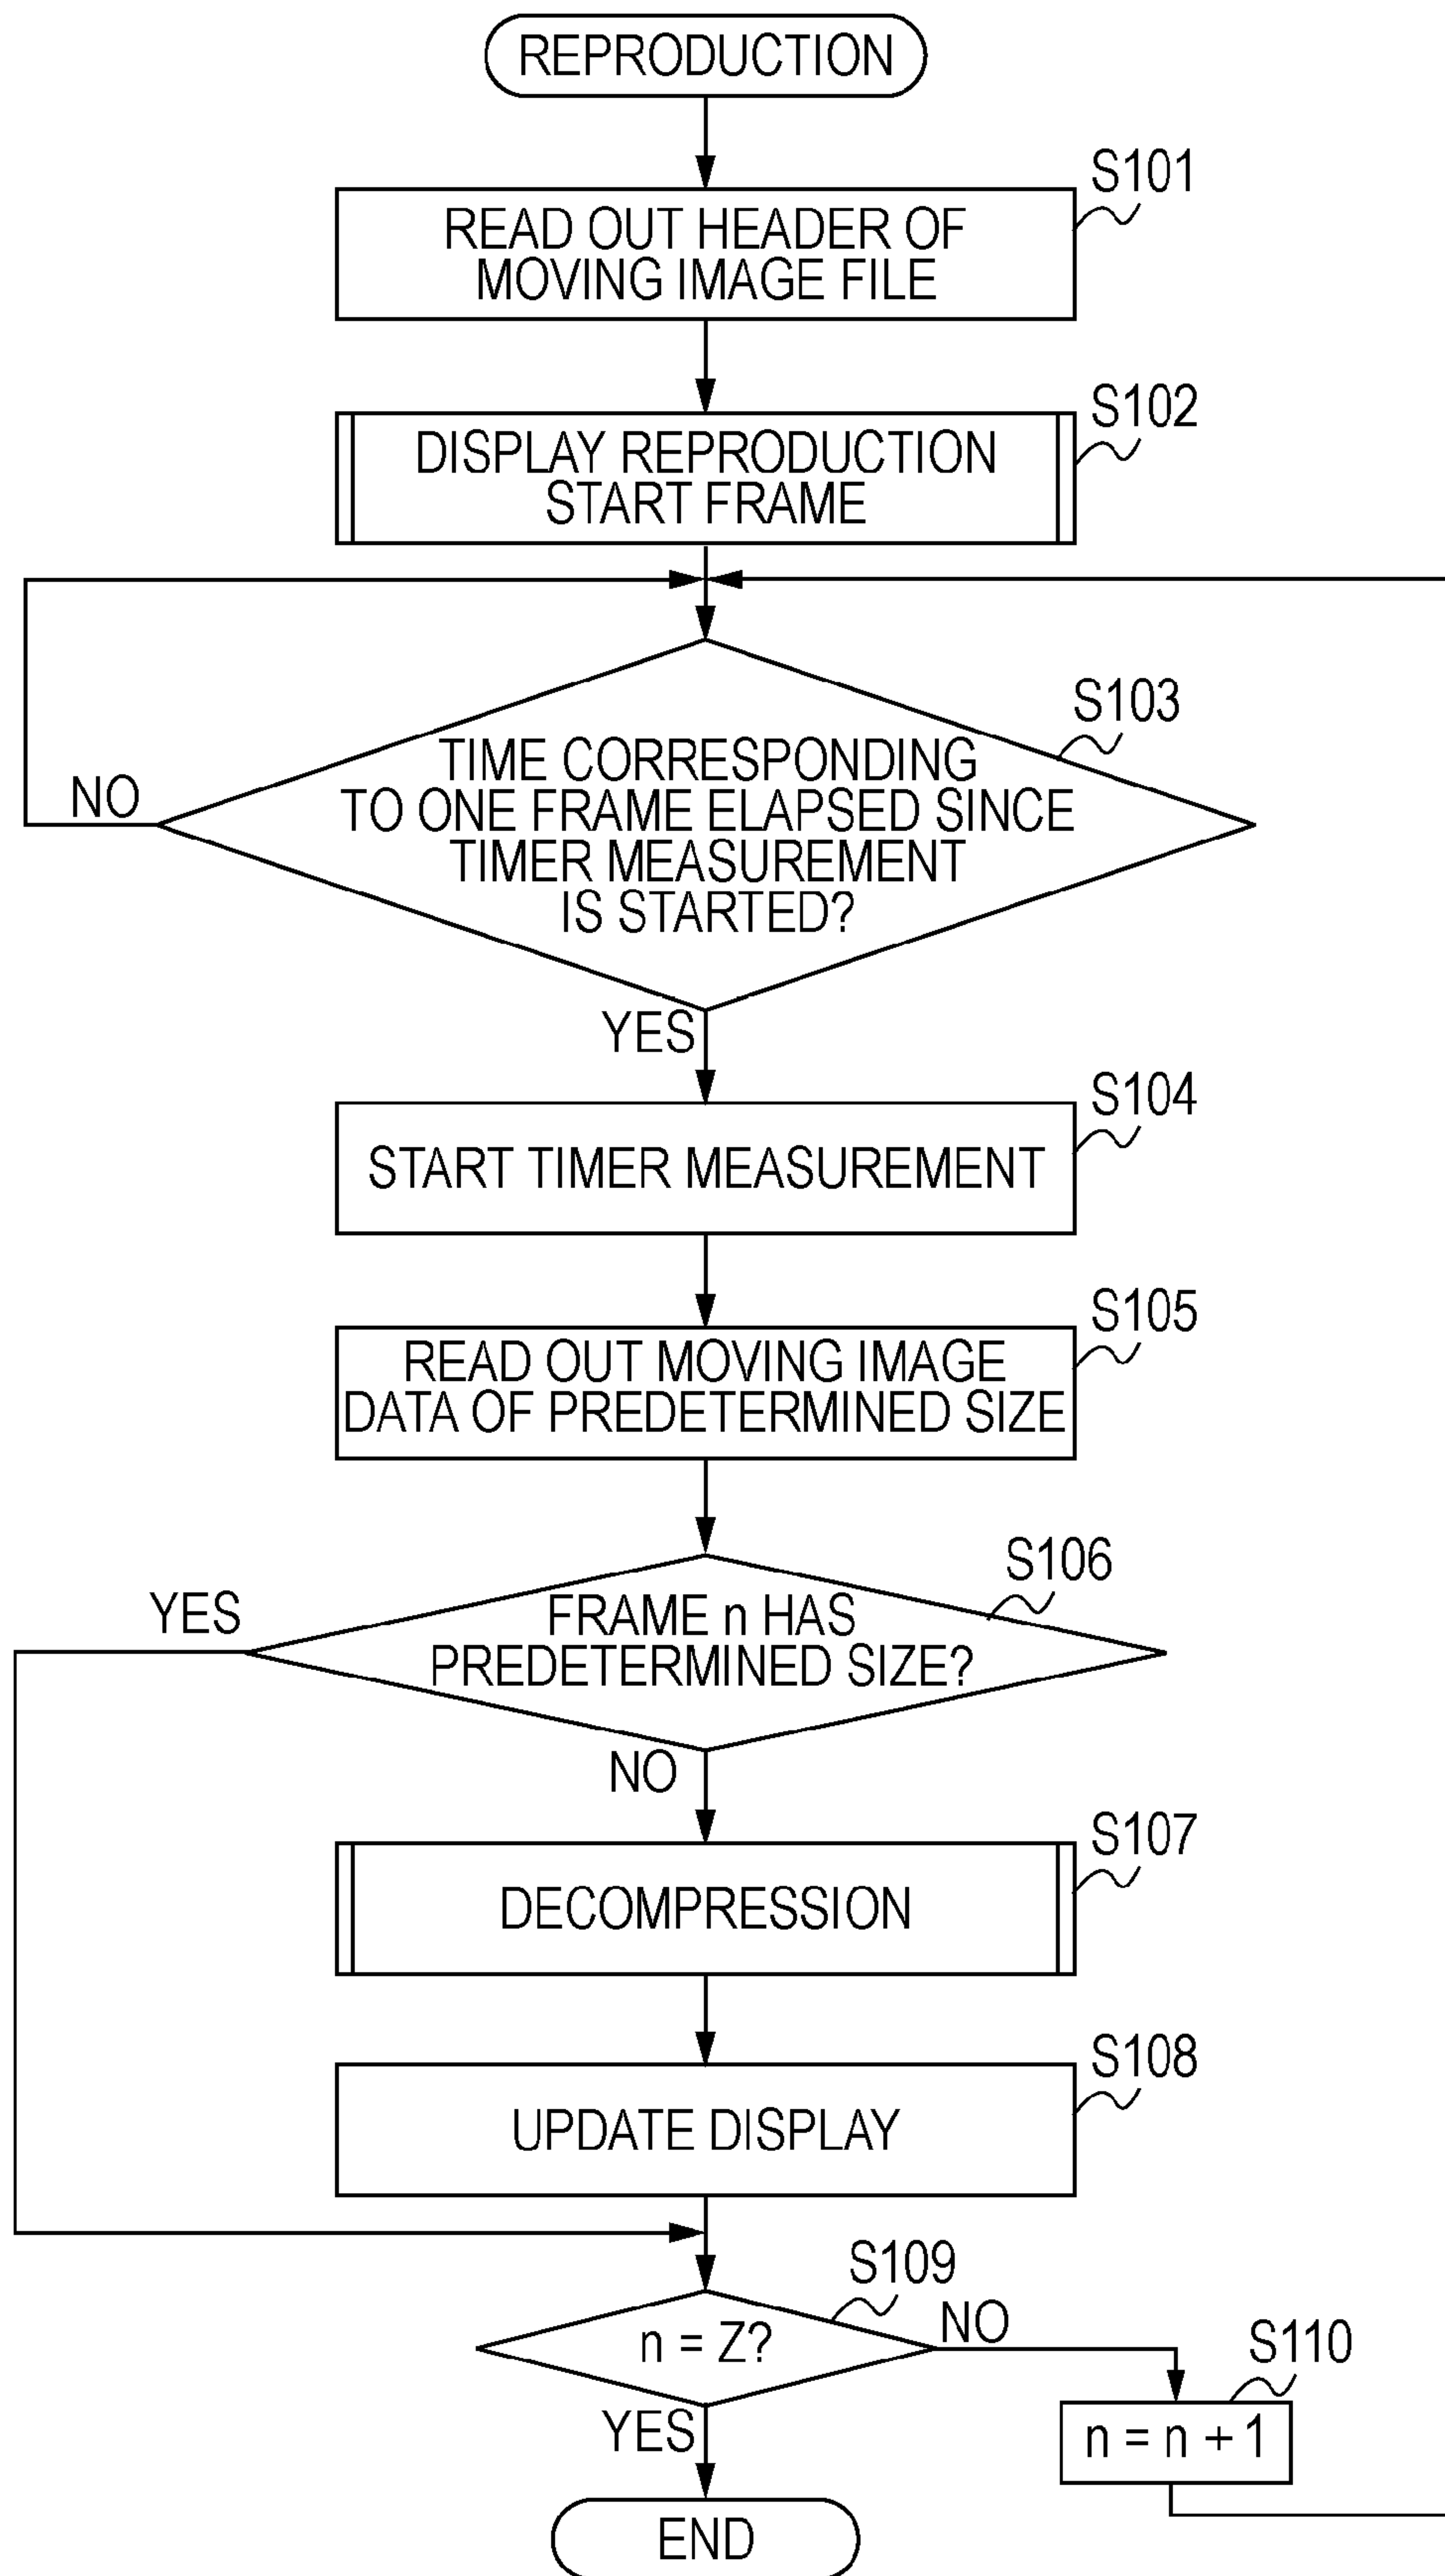 REPRODUCTION
S101
READ OUT HEADER OF
MOVING IMAGE FILE
S102
DISPLAY REPRODUCTION
START FRAME
S103
TIME CORRESPONDING
TO ONE FRAME ELAPSED SINCE
TIMER MEASUREMENT
IS STARTED?
NO
YES
S104
START TIMER MEASUREMENT
S105
READ OUT MOVING IMAGE
DATA OF PREDETERMINED SIZE
S106
YES
FRAME n HAS
PREDETERMINED SIZE?
NO
S107
DECOMPRESSION
S108
UPDATE DISPLAY
S109
n = Z?
NO
S110
n = n + 1
YES
END